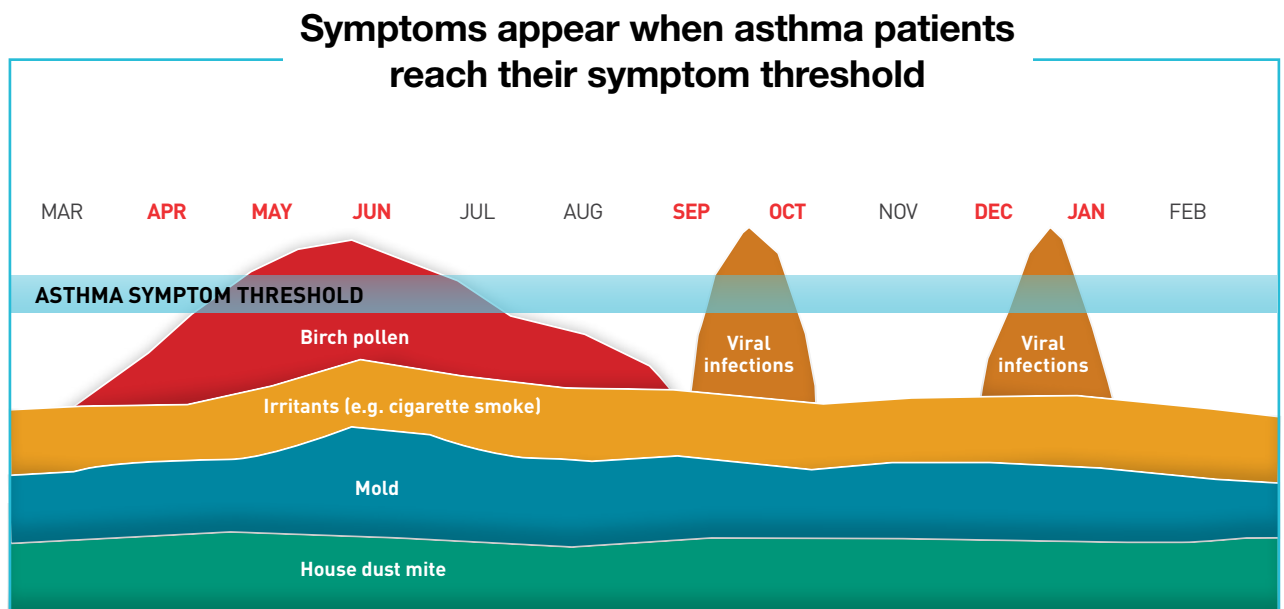 Symptoms appear when asthma patients
reach their symptom threshold
MAR APR MAY JUN JUL AUG SEP OCT NOV DEC JAN FEB
ASTHMA SYMPTOM THRESHOLD
Birch pollen
Viral
infections
Viral
infections
Irritants (e.g. cigarette smoke)
Mold
House dust mite